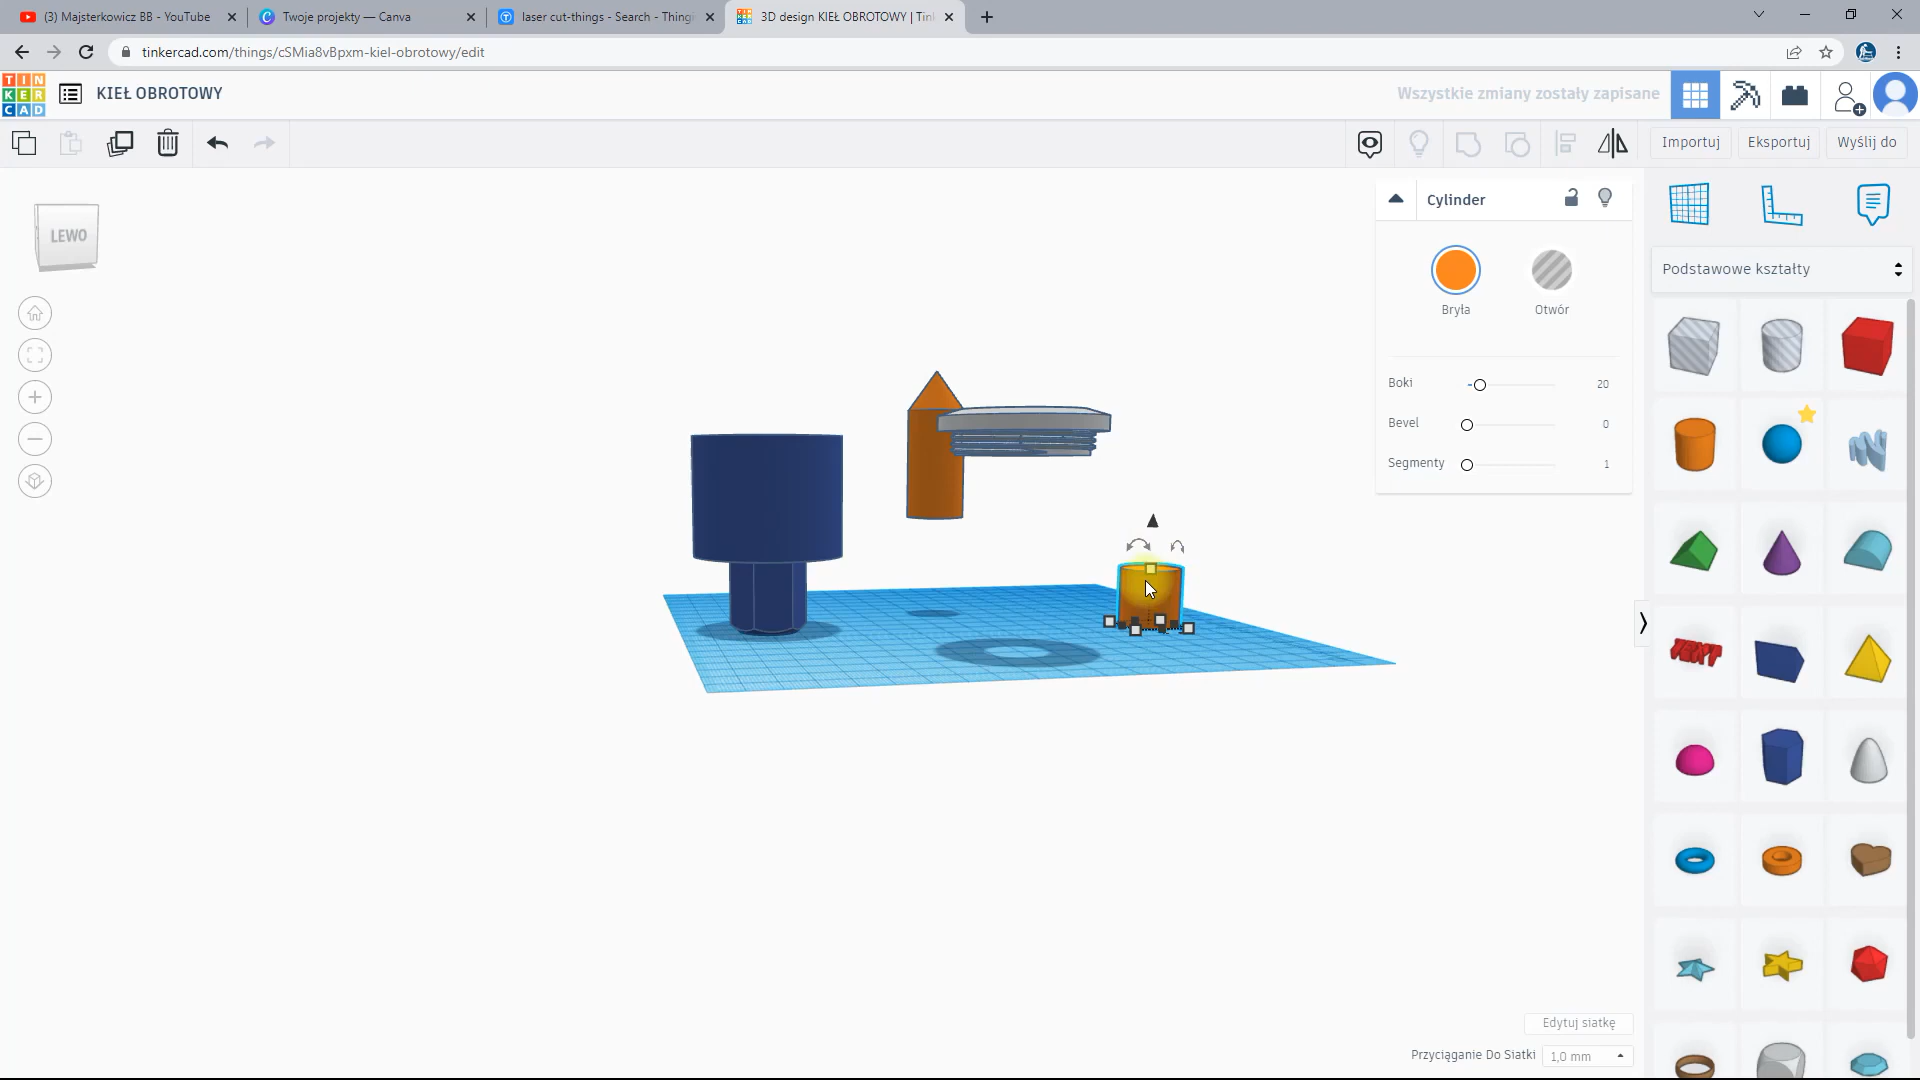 (3) Majsterkowicz BB - YouTube
Twoje projekty — Canva
laser cut-things - Search - Thingi
3D design KIEŁ OBROTOWY | Tin
tinkercad.com/things/cSMia8vBpxm-kiel-obrotowy/edit
TIN
KER
CAD
KIEŁ OBROTOWY
Wszystkie zmiany zostały zapisane
Importuj
Eksportuj
Wyślij do
LEWO
Cylinder
Bryła
Otwór
Boki
20
Bevel
0
Segmenty
1
Podstawowe kształty
TEXT
Edytuj siatkę
Przyciąganie Do Siatki
1,0 mm